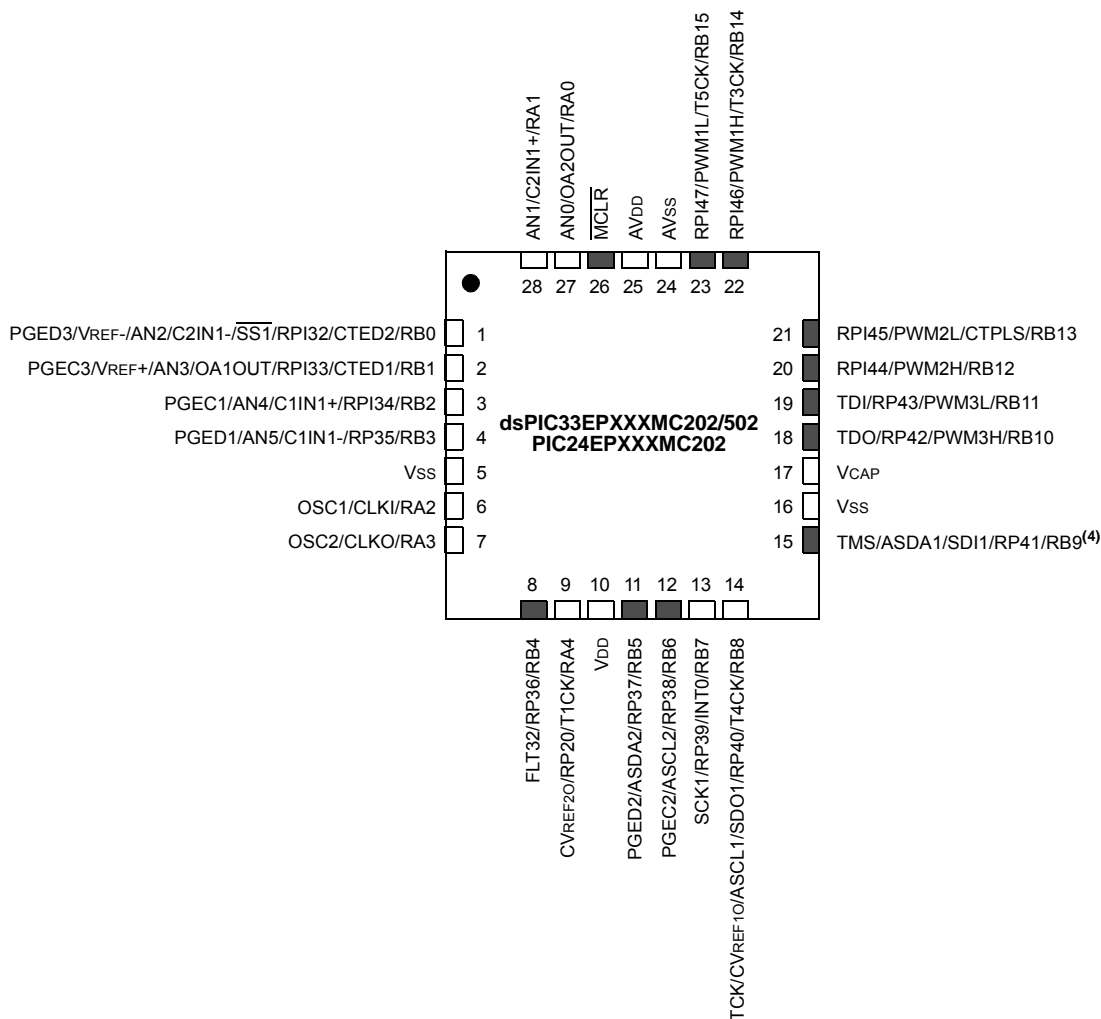 AN1/C2IN1+/RA1
AN0/OA2OUT/RA0
MCLR
AVDD
AVSS
RPI47/PWM1L/T5CK/RB15
RPI46/PWM1H/T3CK/RB14
28 27 26 25 24 23 22
PGED3/VREF-/AN2/C2IN1-/SS1/RPI32/CTED2/RB0 1
PGEC3/VREF+/AN3/OA1OUT/RPI33/CTED1/RB1 2
PGEC1/AN4/C1IN1+/RPI34/RB2 3
PGED1/AN5/C1IN1-/RP35/RB3 4
VSS 5
OSC1/CLKI/RA2 6
OSC2/CLKO/RA3 7
dsPIC33EPXXXMC202/502
PIC24EPXXXMC202
21 RPI45/PWM2L/CTPLS/RB13
20 RPI44/PWM2H/RB12
19 TDI/RP43/PWM3L/RB11
18 TDO/RP42/PWM3H/RB10
17 VCAP
16 VSS
15 TMS/ASDA1/SDI1/RP41/RB9(4)
8 9 10 11 12 13 14
FLT32/RP36/RB4
CVREF2O/RP20/T1CK/RA4
VDD
PGED2/ASDA2/RP37/RB5
PGEC2/ASCL2/RP38/RB6
SCK1/RP39/INT0/RB7
TCK/CVREF1O/ASCL1/SDO1/RP40/T4CK/RB8